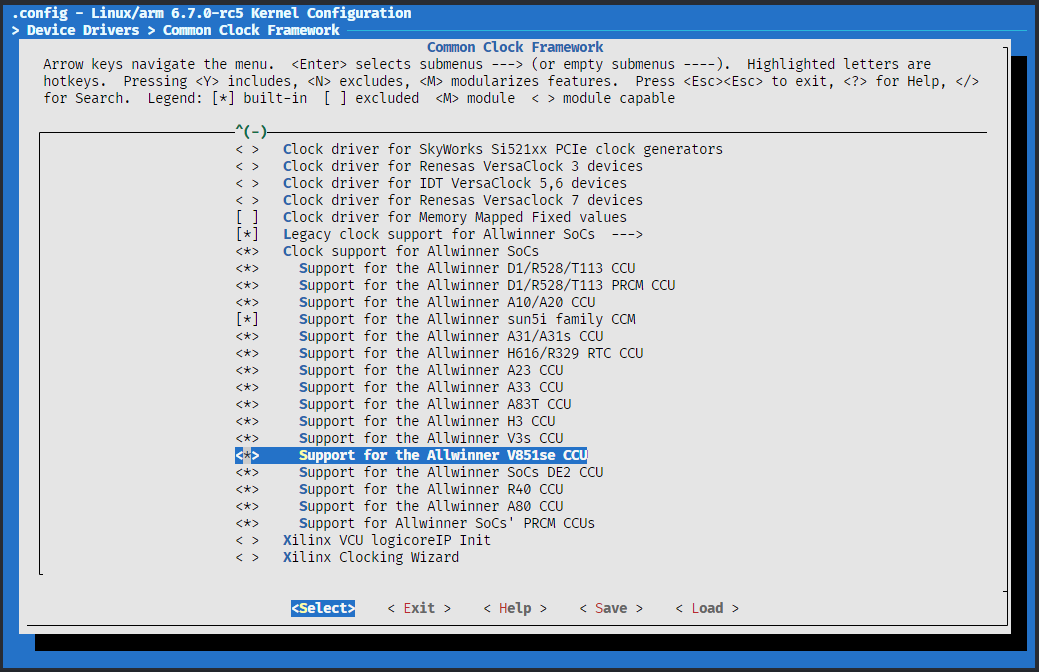 .config - Linux/arm 6.7.0-rc5 Kernel Configuration
> Device Drivers > Common Clock Framework
Common Clock Framework
Arrow keys navigate the menu.  <Enter> selects submenus ---> (or empty submenus ----).  Highlighted letters are
hotkeys.  Pressing <Y> includes, <N> excludes, <M> modularizes features.  Press <Esc><Esc> to exit, <?> for Help, </>
for Search.  Legend: [*] built-in  [ ] excluded  <M> module  < > module capable
^(-)
< >   Clock driver for SkyWorks Si521xx PCIe clock generators
< >   Clock driver for Renesas VersaClock 3 devices
< >   Clock driver for IDT VersaClock 5,6 devices
< >   Clock driver for Renesas Versaclock 7 devices
[ ]   Clock driver for Memory Mapped Fixed values
[*]   Legacy clock support for Allwinner SoCs  --->
<*>   Clock support for Allwinner SoCs
<*>     Support for the Allwinner D1/R528/T113 CCU
<*>     Support for the Allwinner D1/R528/T113 PRCM CCU
<*>     Support for the Allwinner A10/A20 CCU
[*]     Support for the Allwinner sun5i family CCM
<*>     Support for the Allwinner A31/A31s CCU
<*>     Support for the Allwinner H616/R329 RTC CCU
<*>     Support for the Allwinner A23 CCU
<*>     Support for the Allwinner A33 CCU
<*>     Support for the Allwinner A83T CCU
<*>     Support for the Allwinner H3 CCU
<*>     Support for the Allwinner V3s CCU
<*>     Support for the Allwinner V851se CCU
<*>     Support for the Allwinner SoCs DE2 CCU
<*>     Support for the Allwinner R40 CCU
<*>     Support for the Allwinner A80 CCU
<*>     Support for Allwinner SoCs' PRCM CCUs
< >   Xilinx VCU logicoreIP Init
< >   Xilinx Clocking Wizard
<Select>    < Exit >    < Help >    < Save >    < Load >